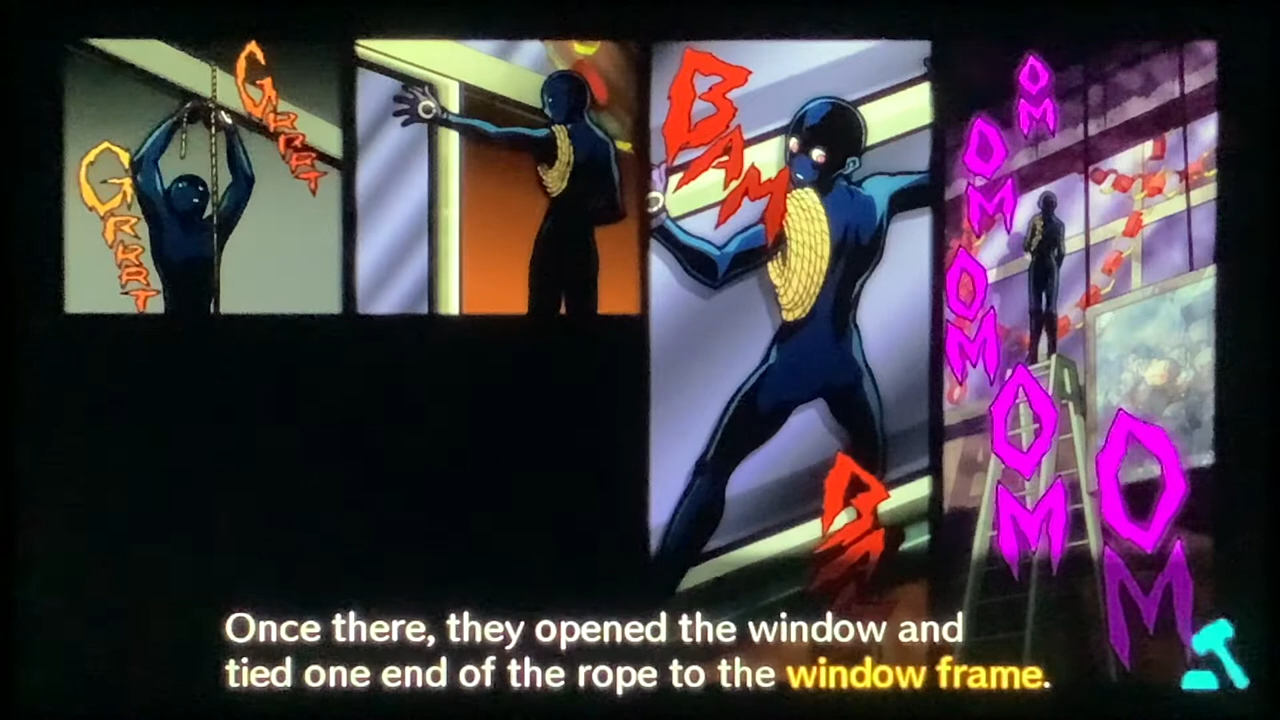 GRRRT
GRRRT
BAM
BAM
OM
OM
OM
OM
OM
Once there, they opened the window and
tied one end of the rope to the window frame.